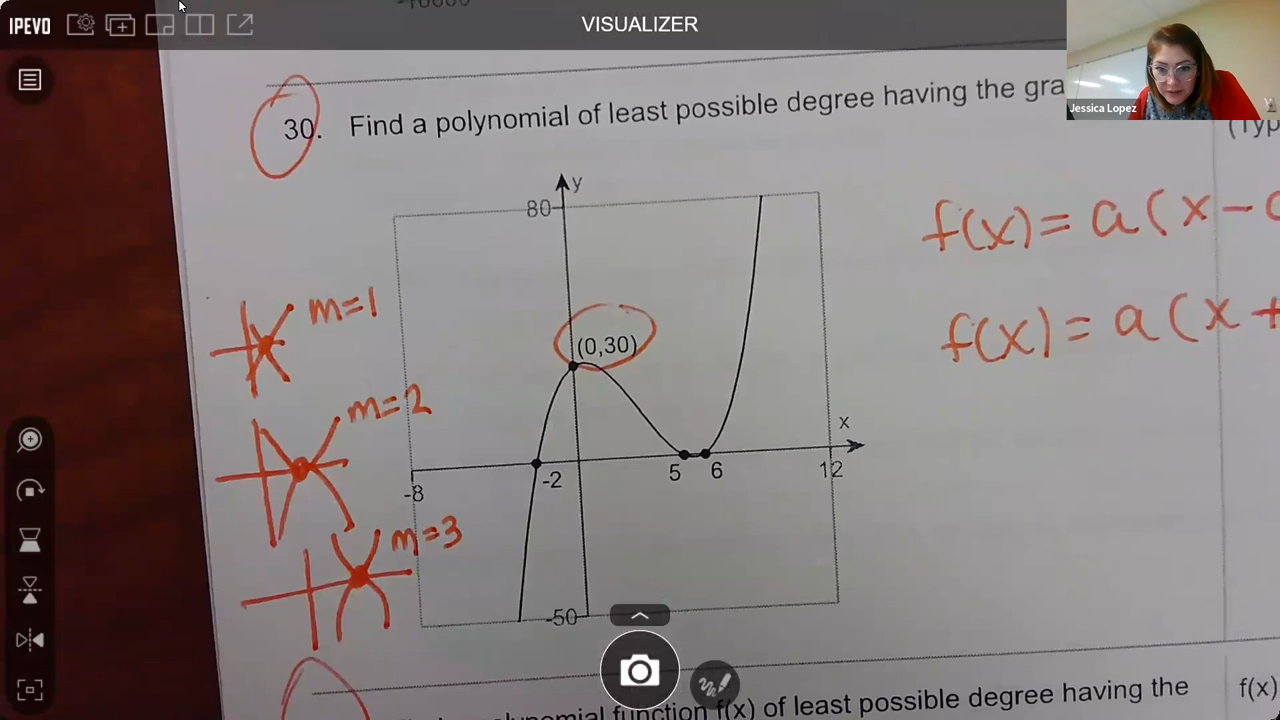 IPEVO
VISUALIZER
Jessica Lopez
30. Find a polynomial of least possible degree having the gra
(Typ
y
80
f(x) = a(x -
m=1
(0,30)
f(x) = a(x +
m=2
x
-2
5
6
12
-8
m=3
-50
function f(x) of least possible degree having the
f(x)